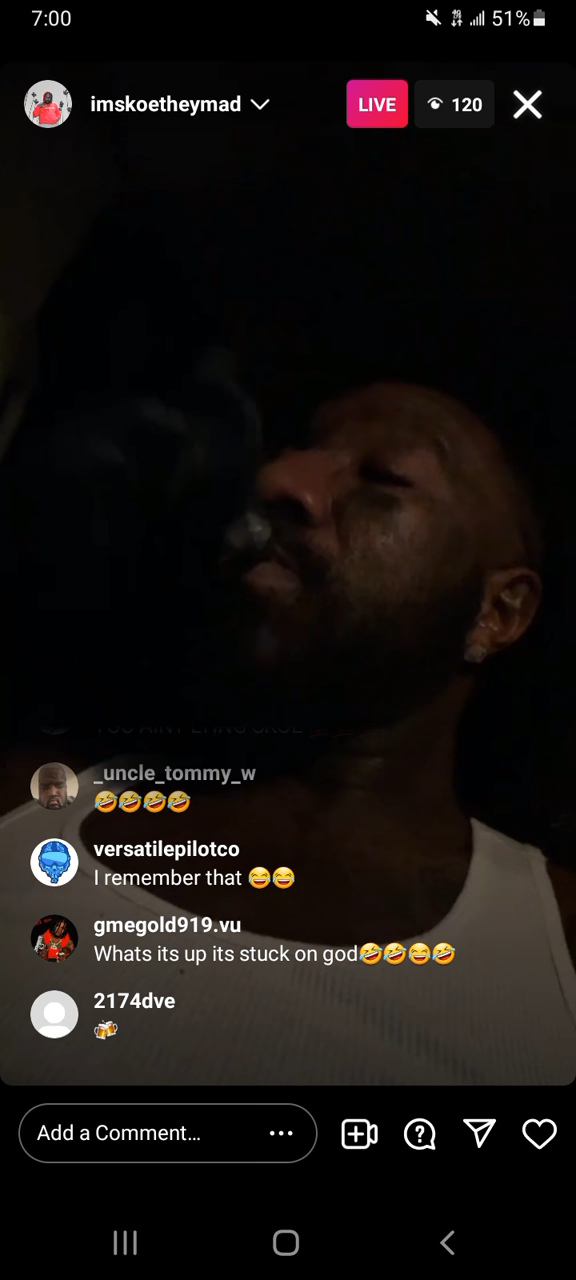 7:00
51%
imskoetheymad
LIVE
120
_uncle_tommy_w
🤣🤣🤣🤣
versatilepilotco
I remember that 😂😂
gmegold919.vu
Whats its up its stuck on god🤣🤣😂🤣
2174dve
🍻
Add a Comment...